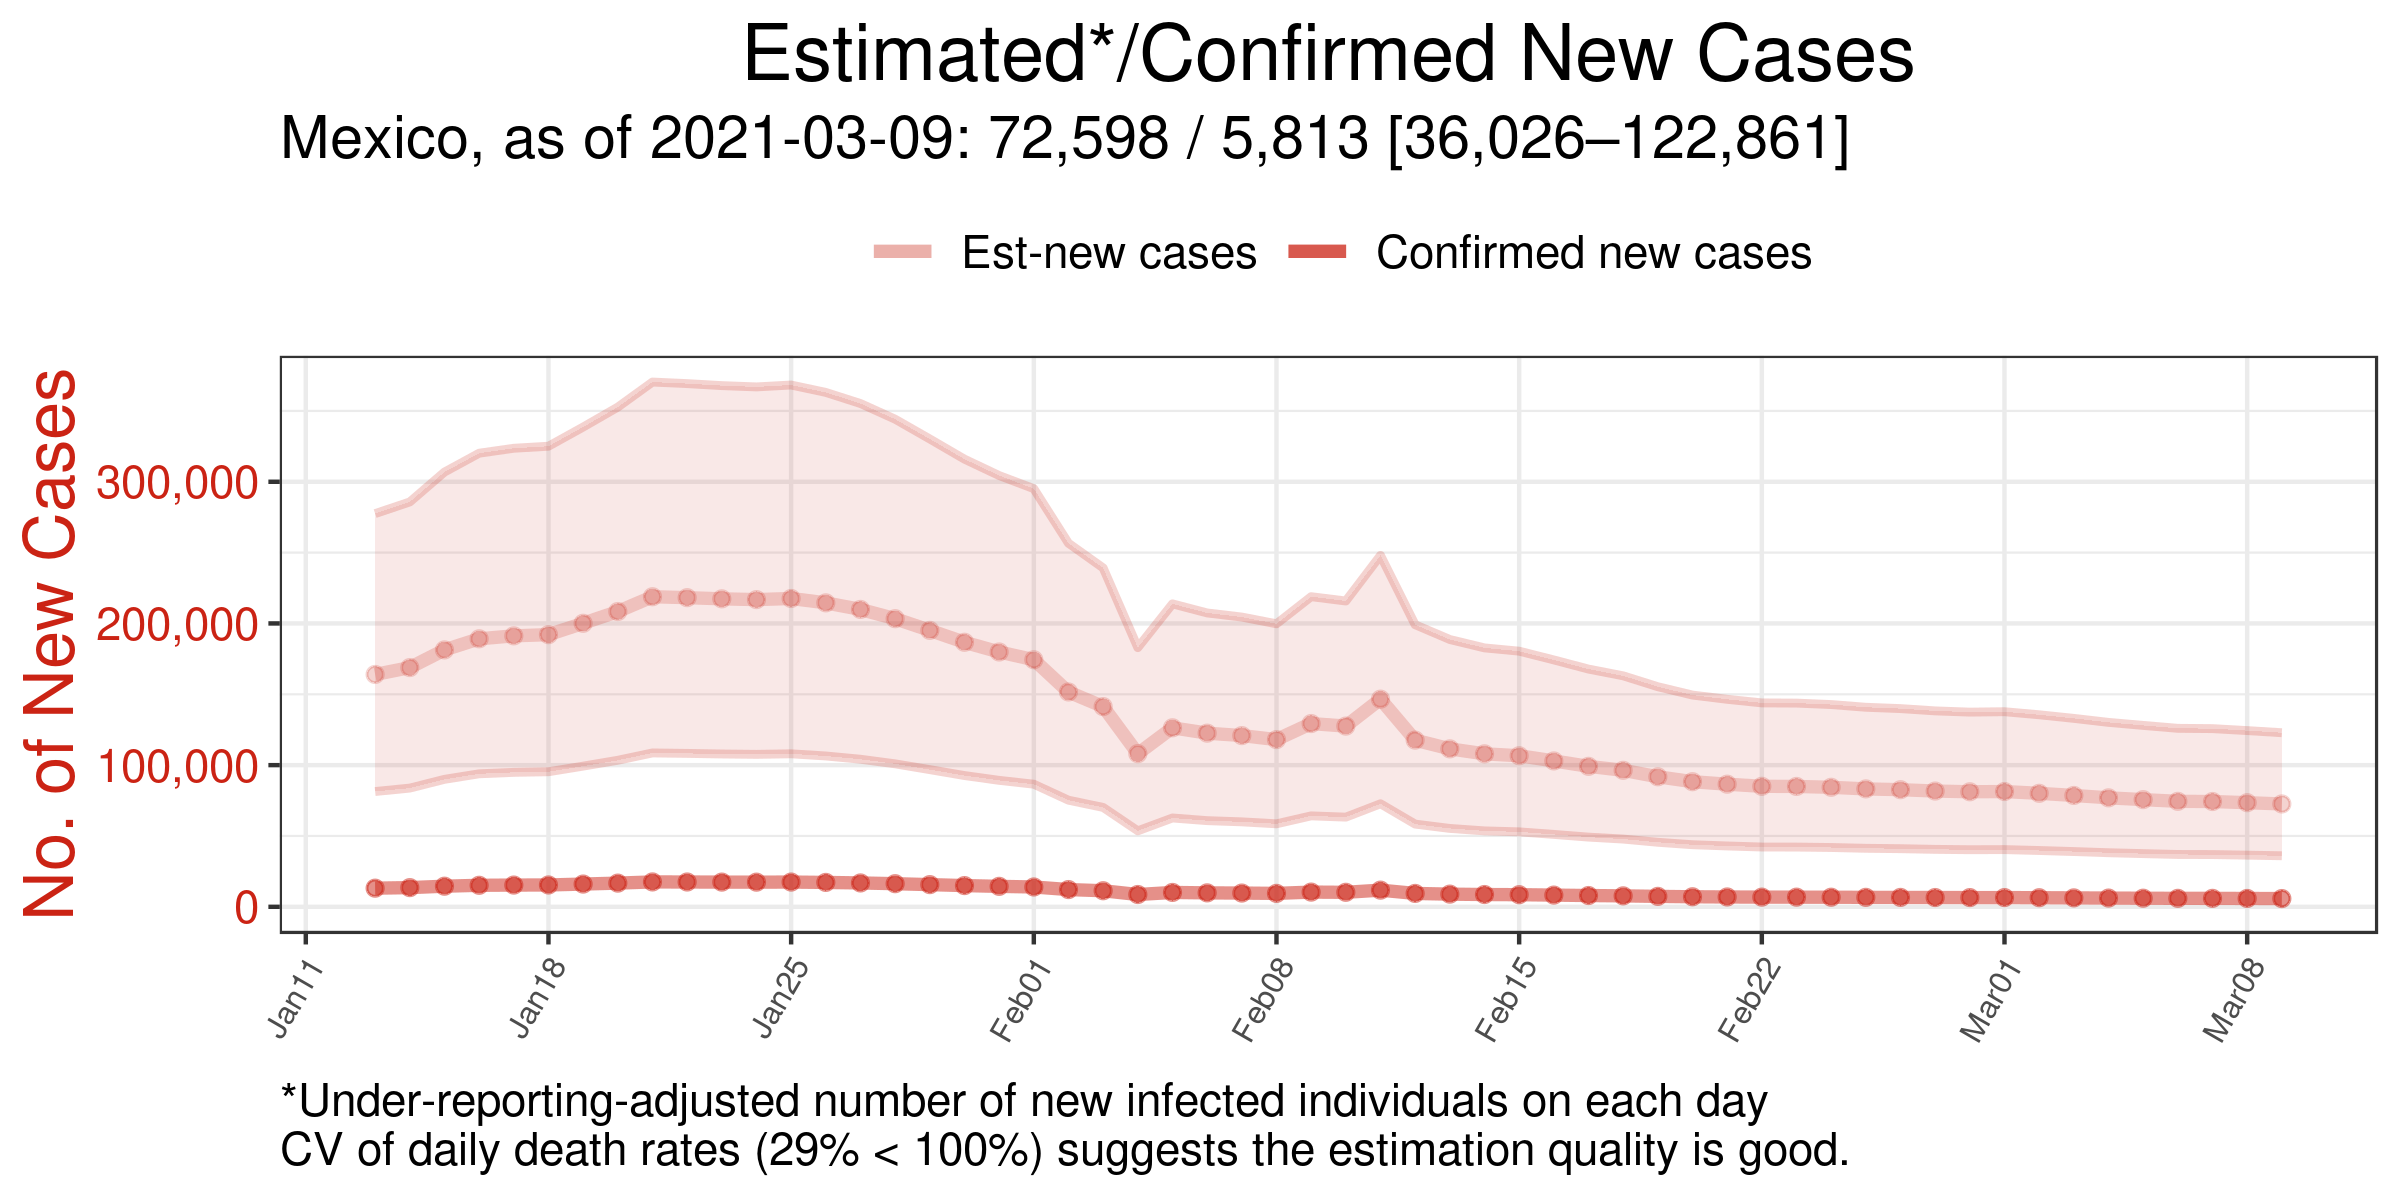 Estimated*/Confirmed New Cases
Mexico, as of 2021-03-09: 72,598 / 5,813 [36,026–122,861]
Est-new cases
Confirmed new cases
No. of New Cases
300,000
200,000
100,000
0
Jan11
Jan18
Jan25
Feb01
Feb08
Feb15
Feb22
Mar01
Mar08
*Under-reporting-adjusted number of new infected individuals on each day
CV of daily death rates (29% < 100%) suggests the estimation quality is good.